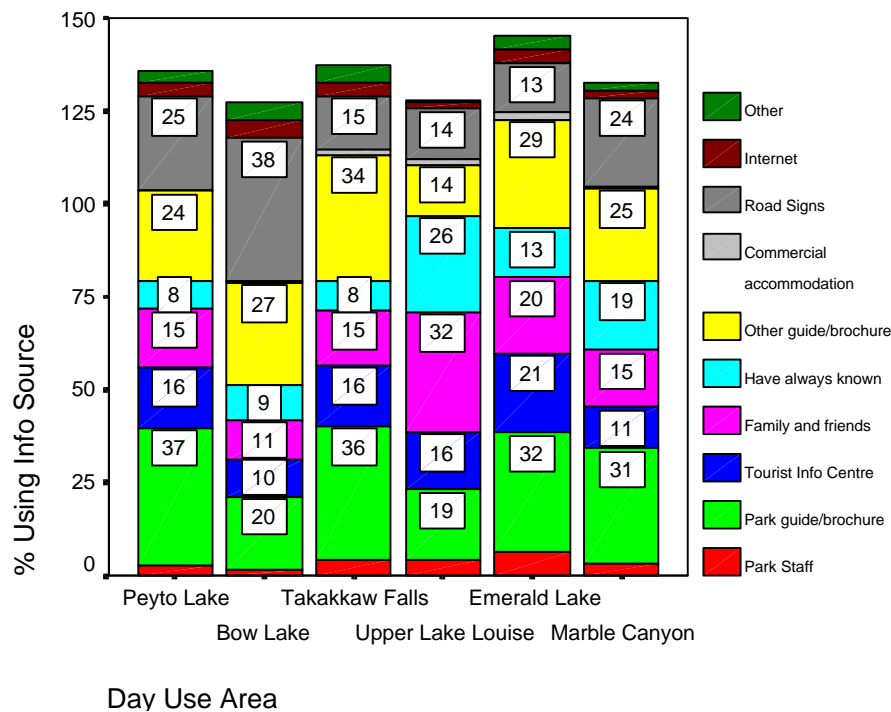 % Using Info Source
150
125
100
75
50
25
0
25
24
8
15
16
37
38
27
9
11
10
20
15
34
8
15
16
36
14
14
26
32
16
19
13
29
13
20
21
32
24
25
19
15
11
31
Peyto Lake
Bow Lake
Takakkaw Falls
Upper Lake Louise
Emerald Lake
Marble Canyon
Day Use Area
Other
Internet
Road Signs
Commercial
accommodation
Other guide/brochure
Have always known
Family and friends
Tourist Info Centre
Park guide/brochure
Park Staff